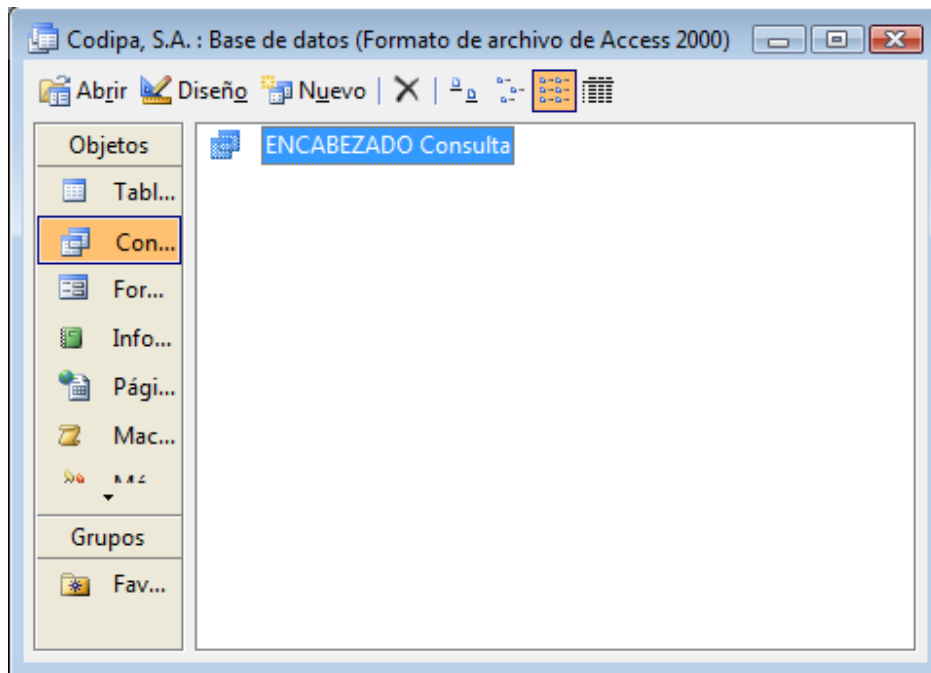 Codipa, S.A. : Base de datos (Formato de archivo de Access 2000)
Abrir Diseño Nuevo
Objetos
Tabl...
Con...
For...
Info...
Pági...
Mac...
Grupos
Fav...
ENCABEZADO Consulta